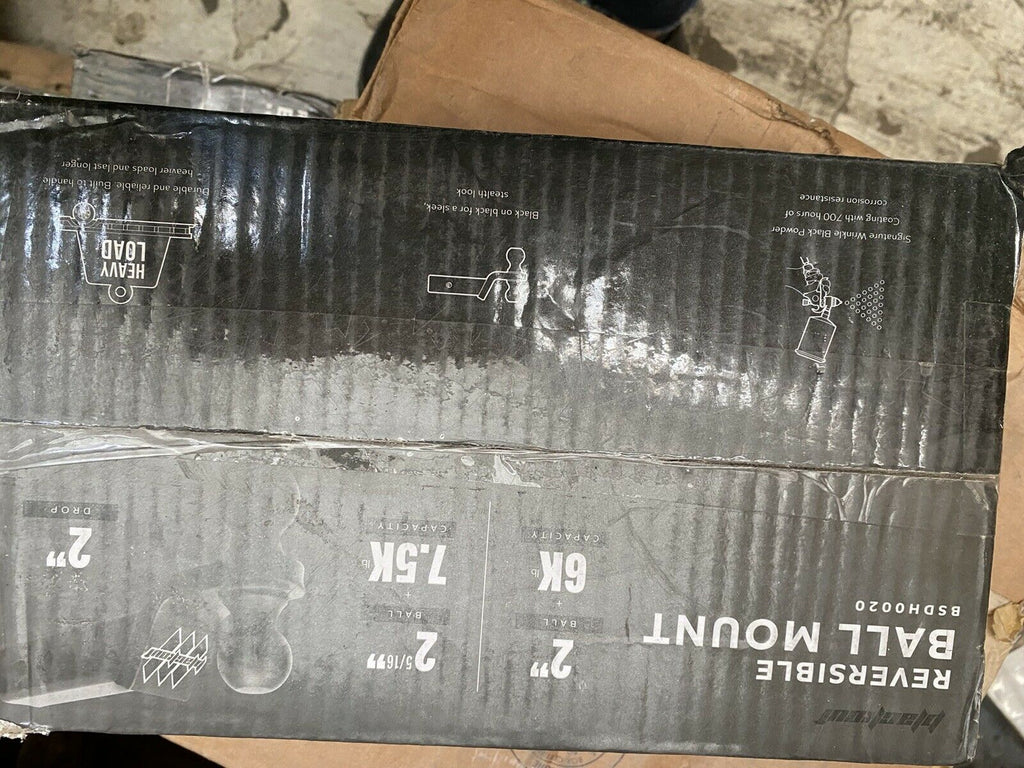 REVERSIBLE
BALL MOUNT
BSDH0020
2"
BALL
+
6K lb
CAPACITY
2 5/16"
BALL
+
7.5K lb
CAPACITY
2"
DROP
Signature Wrinkle Black Powder
Coating with 700 hours of
corrosion resistance
Black on black for a sleek,
stealth look
HEAVY
LOAD
Durable and reliable. Built to handle
heavier loads and last longer